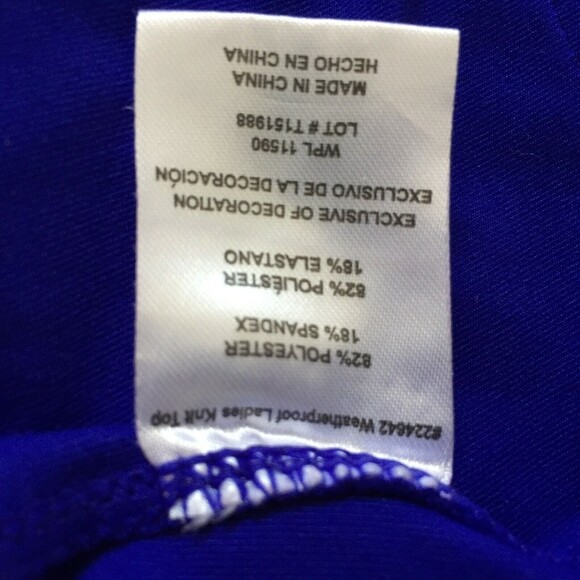 #224642 Weatherproof Ladies Knit Top
82% POLYESTER
18% SPANDEX
82% POLIÉSTER
18% ELASTANO
EXCLUSIVE OF DECORATION
EXCLUSIVO DE LA DECORACIÓN
WPL 11590
LOT # T151988
MADE IN CHINA
HECHO EN CHINA